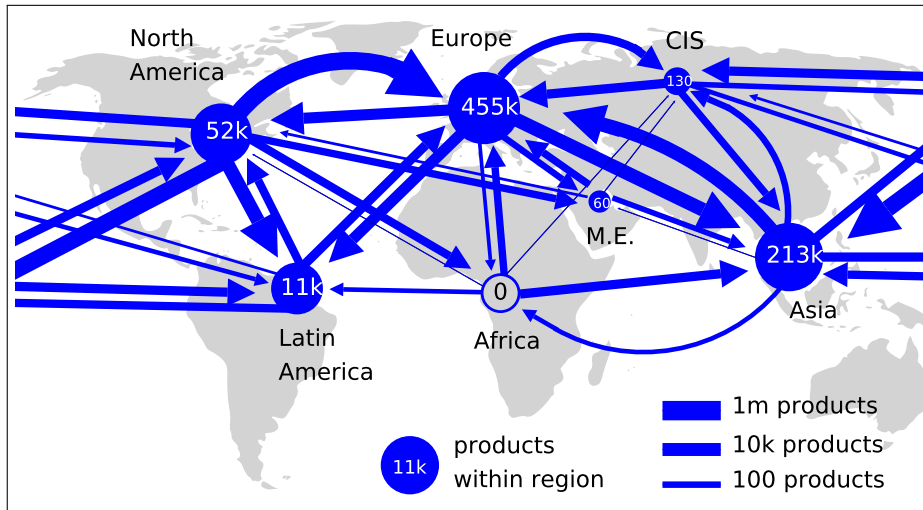 North
America
Europe
CIS
130
455k
52k
60
M.E.
213k
11k
0
Asia
Latin
America
Africa
1m products
10k products
100 products
11k
products
within region